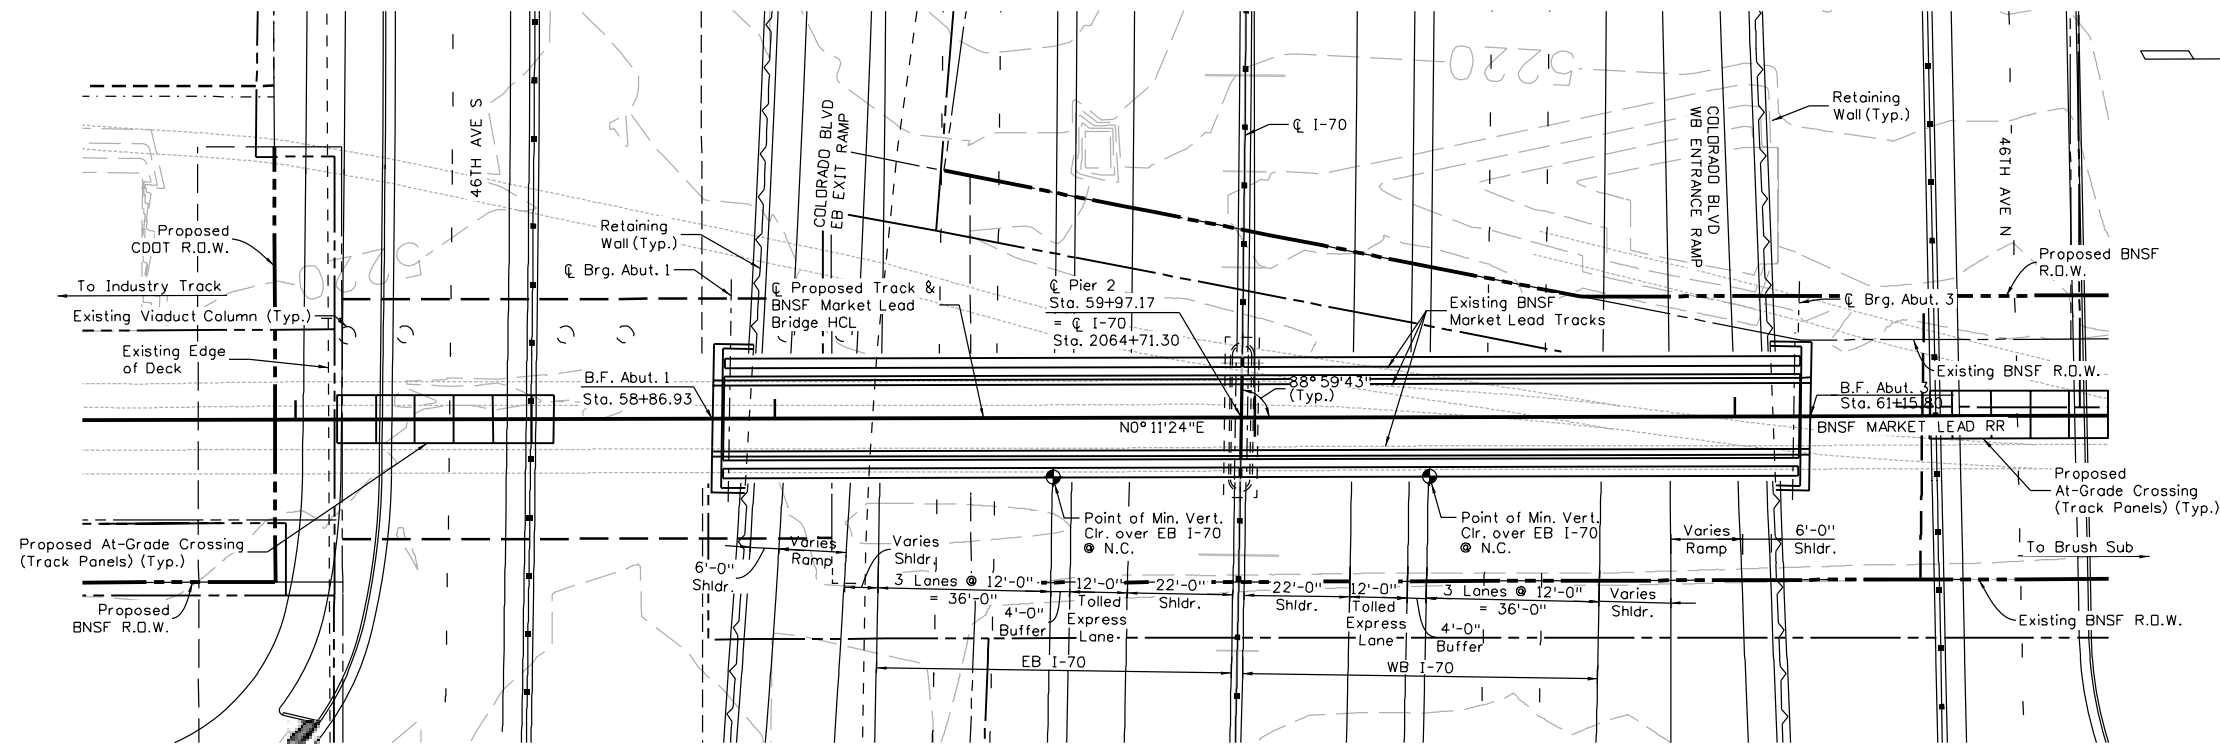 5220
46TH AVE S
COLORADO BLVD
EB EXIT RAMP
℄ I-70
COLORADO BLVD
WB ENTRANCE RAMP
Retaining
Wall (Typ.)
46TH AVE N
Proposed
CDOT R.O.W.
5220
Retaining
Wall (Typ.)
℄ Brg. Abut. 1
To Industry Track
Existing Viaduct Column (Typ.)
Existing Edge
of Deck
℄ Proposed Track &
BNSF Market Lead
Bridge HCL
℄ Pier 2
Sta. 59+97.17
= ℄ I-70
Sta. 2064+71.30
Existing BNSF
Market Lead Tracks
Proposed BNSF
R.O.W.
℄ Brg. Abut. 3
Existing BNSF R.O.W.
B.F. Abut. 1
Sta. 58+86.93
88°59'43"
(Typ.)
N0°11'24"E
B.F. Abut. 3
Sta. 61+15.80
BNSF MARKET LEAD RR
Proposed
At-Grade Crossing
(Track Panels) (Typ.)
Proposed At-Grade Crossing
(Track Panels) (Typ.)
Proposed
BNSF R.O.W.
Point of Min. Vert.
Clr. over EB I-70
@ N.C.
Point of Min. Vert.
Clr. over EB I-70
@ N.C.
To Brush Sub
6'-0"
Shldr.
Varies
Ramp
Varies
Shldr.
3 Lanes @ 12'-0"
= 36'-0"
4'-0"
Buffer
12'-0"
Tolled
Express
Lane
22'-0"
Shldr.
22'-0"
Shldr.
12'-0"
Tolled
Express
Lane
4'-0"
Buffer
3 Lanes @ 12'-0"
= 36'-0"
Varies
Shldr.
Varies
Ramp
6'-0"
Shldr.
Existing BNSF R.O.W.
EB I-70
WB I-70